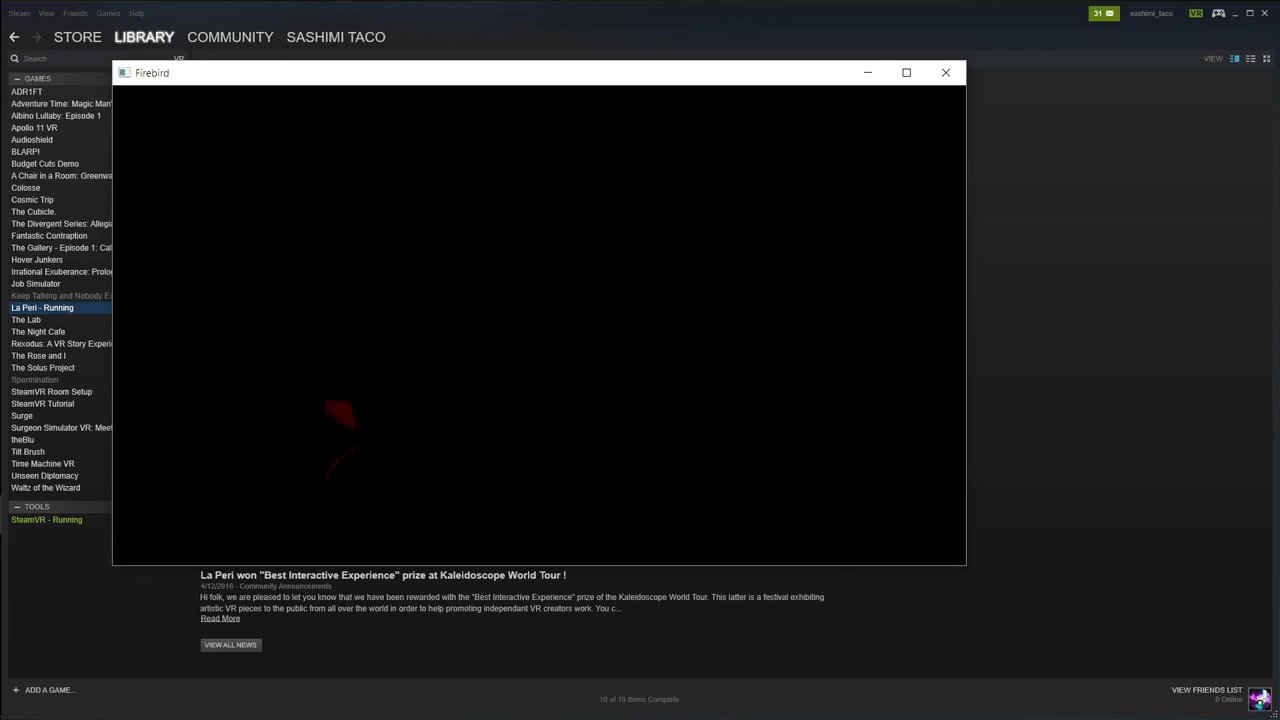 Steam View Friends Games Help
31 sashimi_taco VR
STORE LIBRARY COMMUNITY SASHIMI TACO
Search VR
VIEW
Firebird
GAMES
ADR1FT
Adventure Time: Magic Man'
Albino Lullaby: Episode 1
Apollo 11 VR
Audioshield
BLARP!
Budget Cuts Demo
A Chair in a Room: Greenwa
Colosse
Cosmic Trip
The Cubicle.
The Divergent Series: Allegia
Fantastic Contraption
The Gallery - Episode 1: Cal
Hover Junkers
Irrational Exuberance: Prolog
Job Simulator
Keep Talking and Nobody Ex
La Peri - Running
The Lab
The Night Cafe
Rexodus: A VR Story Experi
The Rose and I
The Solus Project
Spermination
SteamVR Room Setup
SteamVR Tutorial
Surge
Surgeon Simulator VR: Meet
theBlu
Tilt Brush
Time Machine VR
Unseen Diplomacy
Waltz of the Wizard
TOOLS
SteamVR - Running
La Peri won "Best Interactive Experience" prize at Kaleidoscope World Tour !
4/12/2016 - Community Announcements
Hi folk, we are pleased to let you know that we have been rewarded with the "Best Interactive Experience" prize of the Kaleidoscope World Tour. This latter is a festival exhibiting
artistic VR pieces to the public from all over the world in order to help promoting independant VR creators work. You c...
Read More
VIEW ALL NEWS
+ ADD A GAME...
10 of 10 Items Complete
VIEW FRIENDS LIST
0 Online